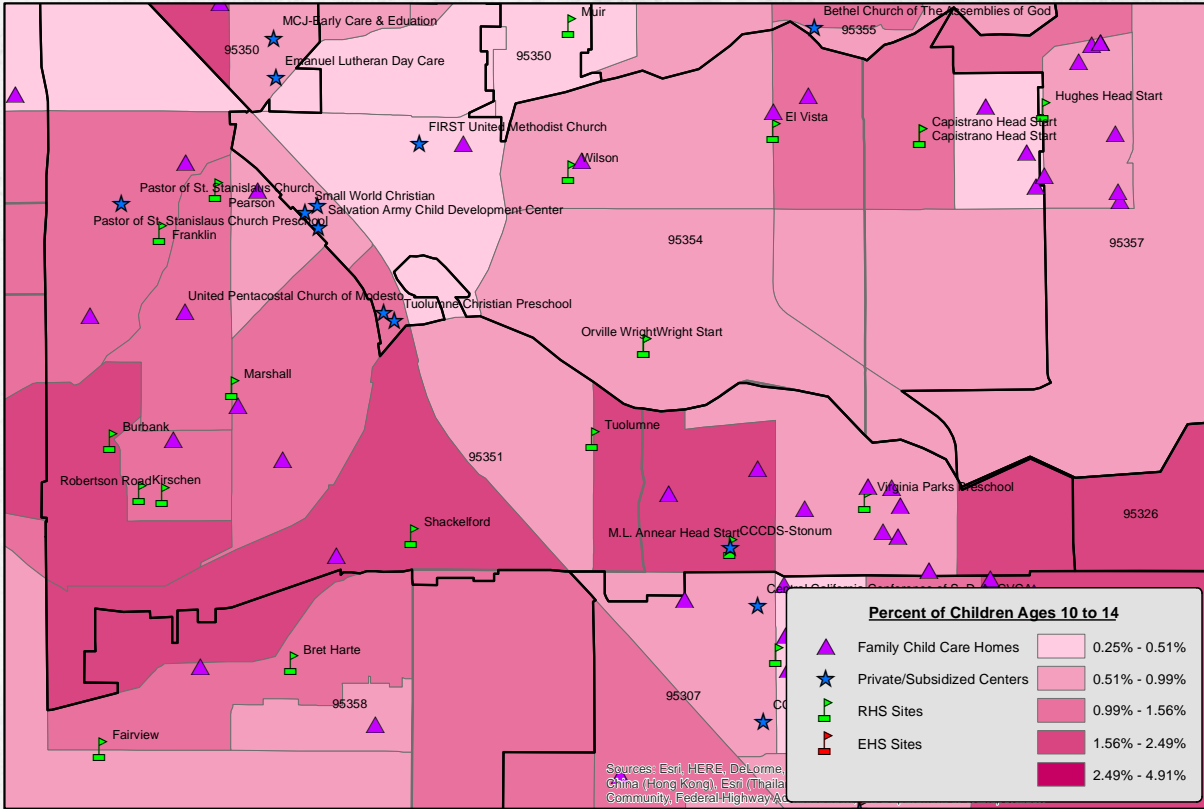 MCJ-Early Care & Eduation
Muir
Bethel Church of The Assemblies of God
95350
95350
95355
Emanuel Lutheran Day Care
Hughes Head Start
FIRST United Methodist Church
El Vista
Capistrano Head Start
Capistrano Head Start
Wilson
Pastor of St. Stanislaus Church
Pearson
Small World Christian
Salvation Army Child Development Center
Pastor of St. Stanislaus Church Preschool
Franklin
95354
95357
United Pentacostal Church of Modesto
Tuolumne Christian Preschool
Orville WrightWright Start
Marshall
Burbank
Tuolumne
95351
Robertson Road
Kirschen
Virginia Parks Preschool
95326
Shackelford
M.L. Annear Head Start
CCCDS-Stonum
Bret Harte
95358
95307
Fairview
Percent of Children Ages 10 to 14
Family Child Care Homes
0.25% - 0.51%
Private/Subsidized Centers
0.51% - 0.99%
RHS Sites
0.99% - 1.56%
EHS Sites
1.56% - 2.49%
2.49% - 4.91%
Sources: Esri, HERE, DeLorme,
China (Hong Kong), Esri (Thaila
Community, Federal Highway Ad